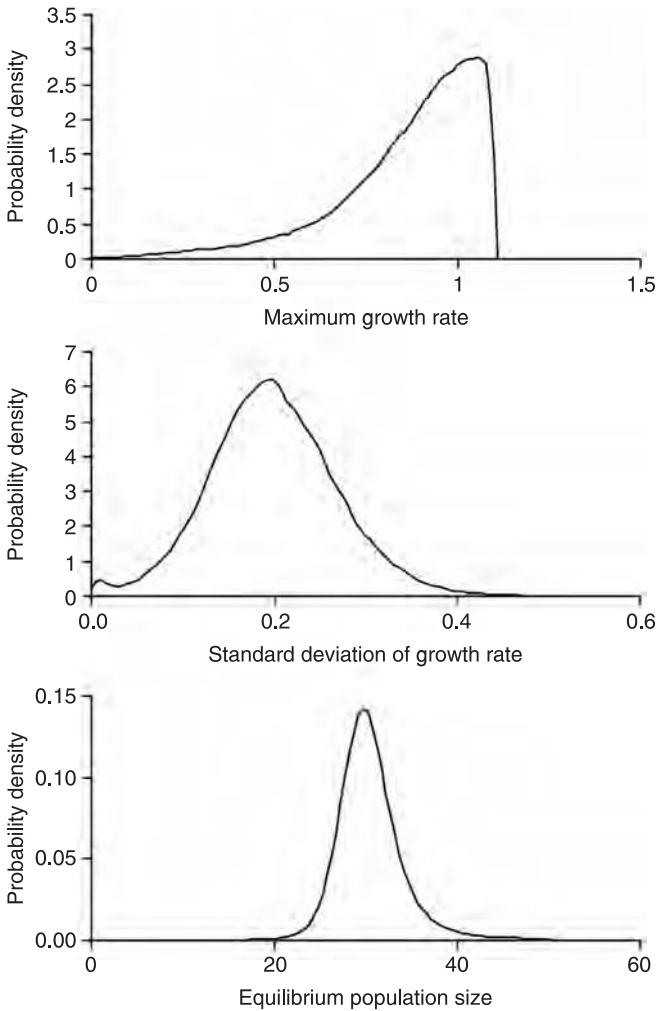 3.5
3
2.5
2
1.5
1
0.5
0
Probability density
0 0.5 1 1.5
Maximum growth rate
7
6
5
4
3
2
1
0
Probability density
0.0 0.2 0.4 0.6
Standard deviation of growth rate
0.15
0.10
0.05
0.00
Probability density
0 20 40 60
Equilibrium population size